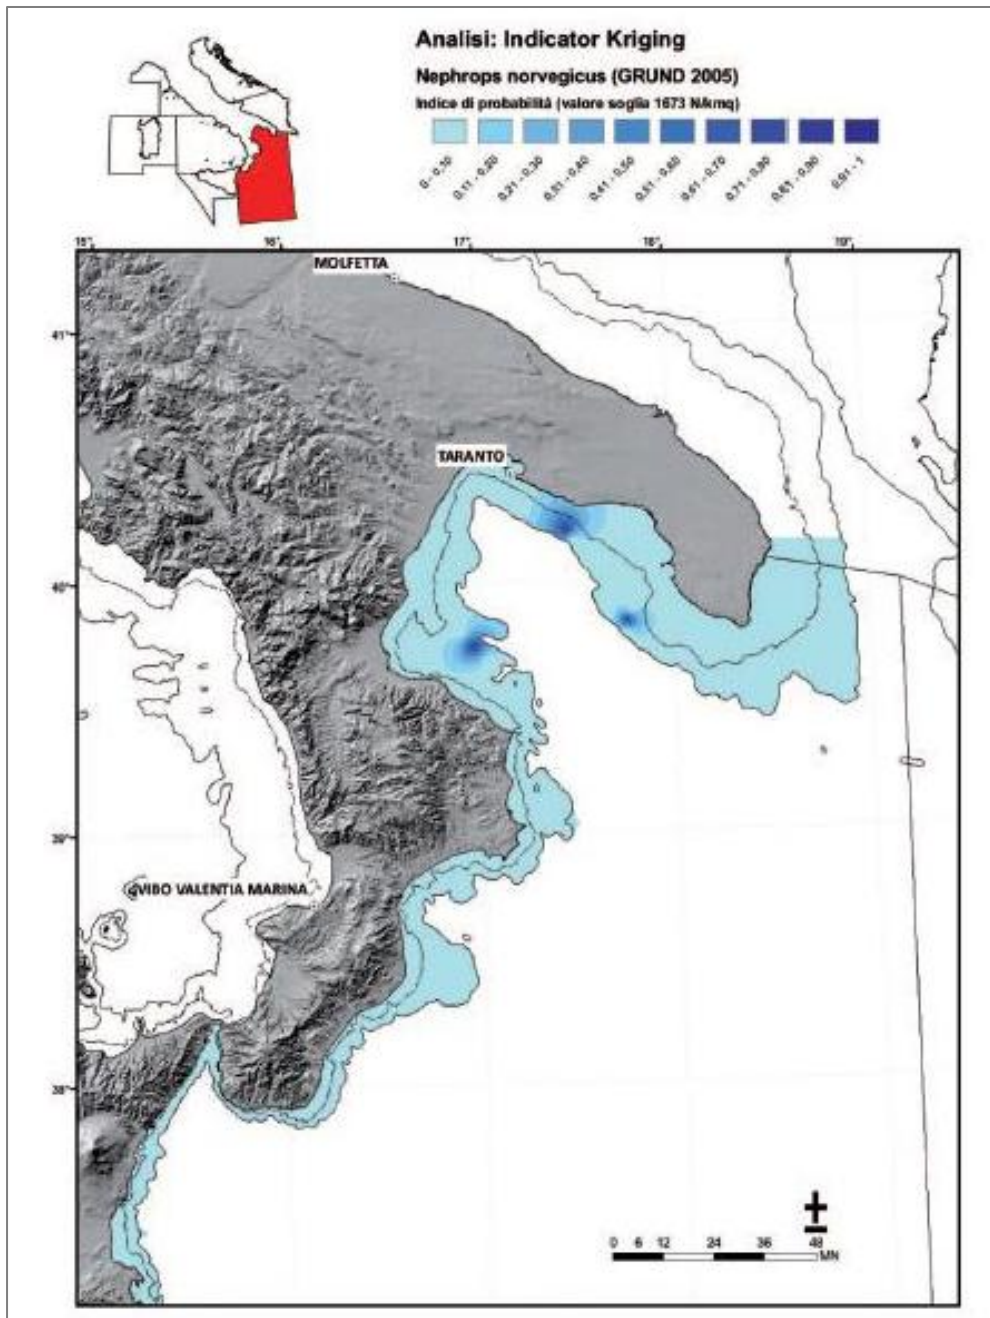 Analisi: Indicator Kriging
Nephrops norvegicus (GRUND 2005)
Indice di probabilità (valore soglia 1673 N/kmq)
0 - 0,10
0,11 - 0,20
0,21 - 0,30
0,31 - 0,40
0,41 - 0,50
0,51 - 0,60
0,61 - 0,70
0,71 - 0,80
0,81 - 0,90
0,91 - 1
15° 16° 17° 18° 19°
MOLFETTA
41°
TARANTO
40°
39°
VIBO VALENTIA MARINA
38°
0 6 12 24 36 48
MN